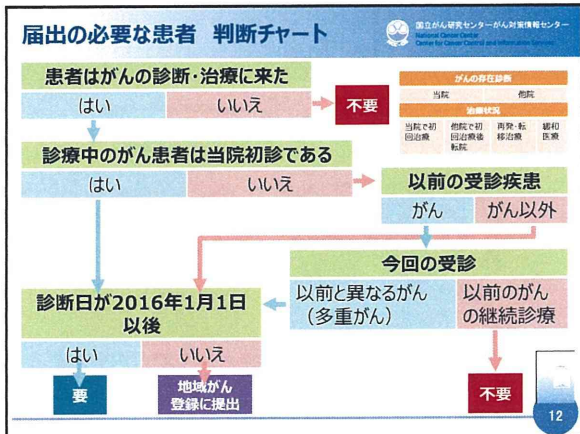 届出の必要な患者 判断チャート
国立がん研究センターがん対策情報センター
National Cancer Center
Center for Cancer Control and Information Services
患者はがんの診断・治療に来た
はい
いいえ
不要
がんの存在診断
当院
他院
治療状況
当院で初回治療
他院で初回治療後転院
再発・転移治療
緩和医療
診療中のがん患者は当院初診である
はい
いいえ
以前の受診疾患
がん
がん以外
今回の受診
以前と異なるがん
（多重がん）
以前のがん
の継続診療
診断日が2016年1月1日
以後
はい
いいえ
要
地域がん
登録に提出
不要
12